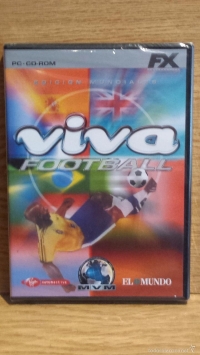 PC-CD-ROM
FX
viva
FOOTBALL
MVM
EL MUNDO